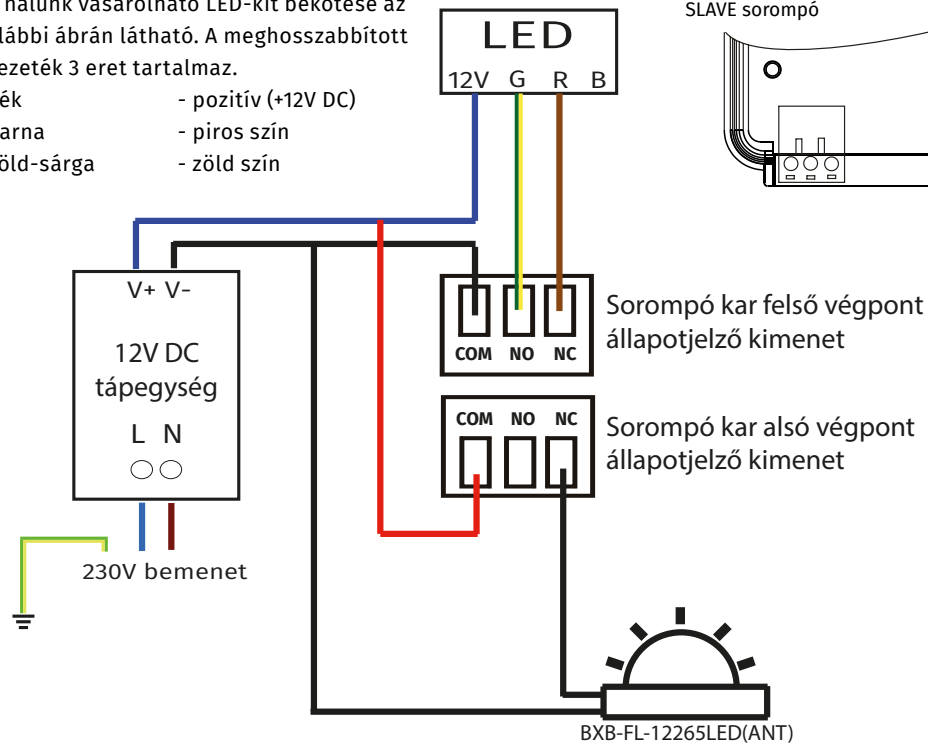 nálunk vásárolható LED-kit bekötése az
lábbi ábrán látható. A meghosszabbított
ezeték 3 eret tartalmaz.
ék - pozitív (+12V DC)
arna - piros szín
öld-sárga - zöld szín
LED
12V G R B
SLAVE sorompó
V+ V-
12V DC
tápegység
L N
230V bemenet
COM NO NC
Sorompó kar felső végpont
állapotjelző kimenet
COM NO NC
Sorompó kar alsó végpont
állapotjelző kimenet
BXB-FL-12265LED(ANT)